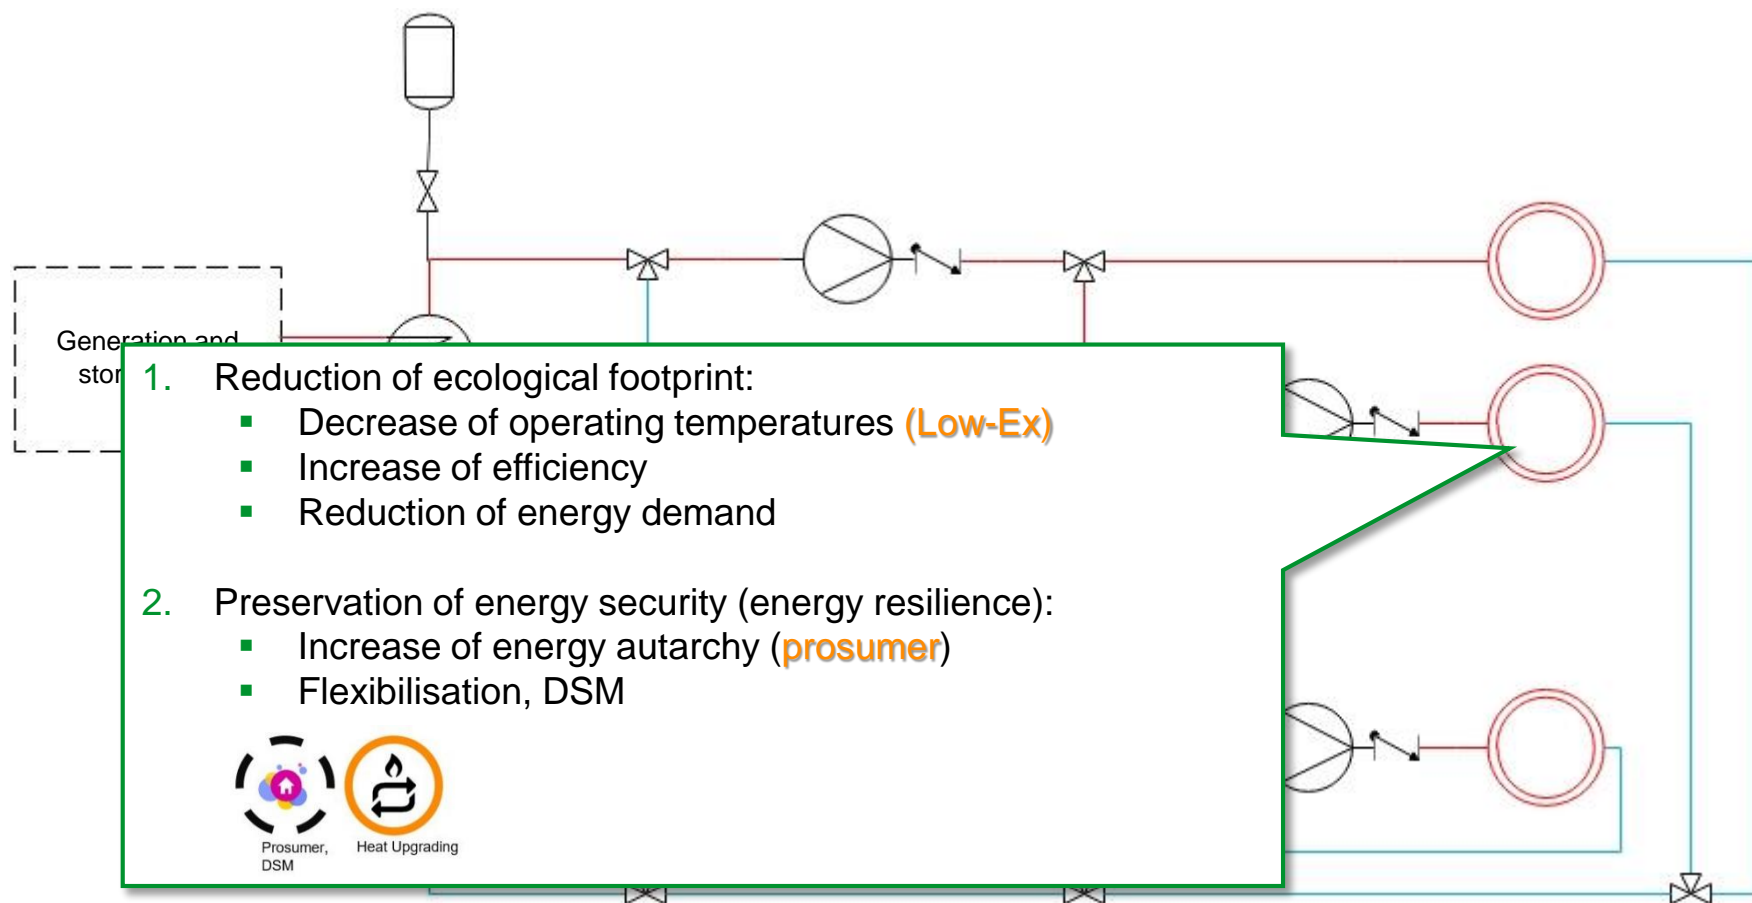 Generation and
stor
1. Reduction of ecological footprint:
▪ Decrease of operating temperatures (Low-Ex)
▪ Increase of efficiency
▪ Reduction of energy demand
2. Preservation of energy security (energy resilience):
▪ Increase of energy autarchy (prosumer)
▪ Flexibilisation, DSM
Prosumer,
DSM
Heat Upgrading